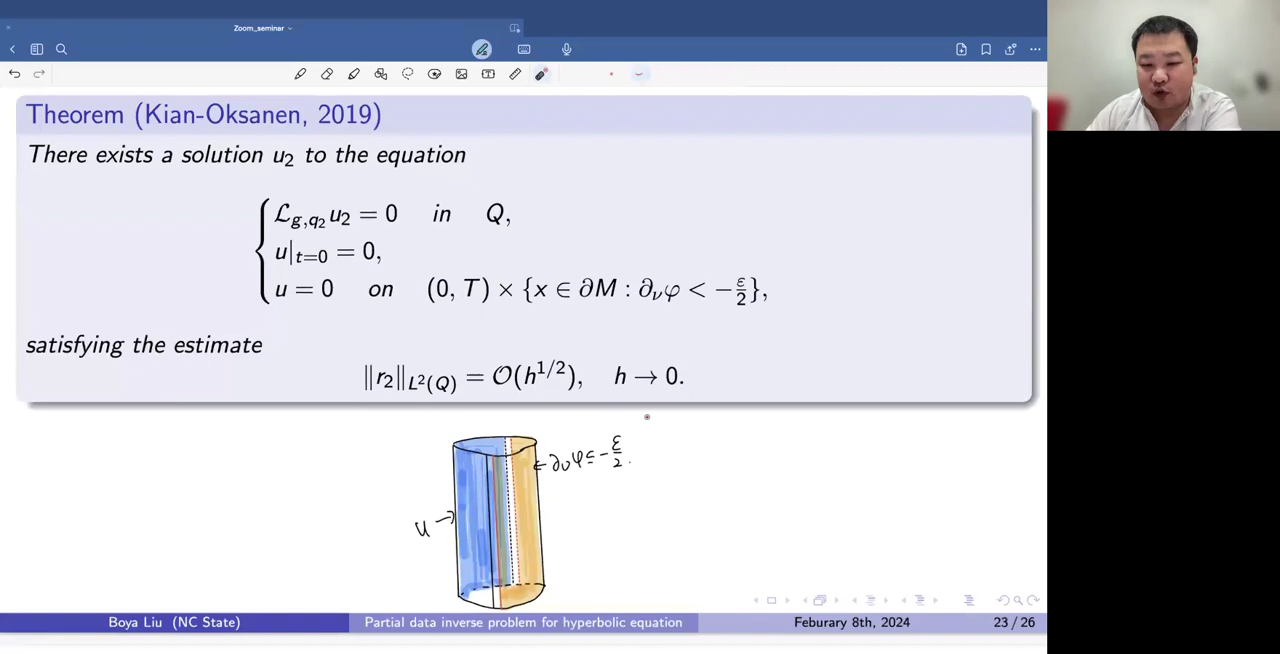 Zoom_seminar
Theorem (Kian-Oksanen, 2019)
There exists a solution u₂ to the equation
ℒ_{g,q₂}u₂ = 0 in Q,
u|_{t=0} = 0,
u = 0 on (0, T) × {x ∈ ∂M : ∂_νφ < −ε/2},
satisfying the estimate
‖r₂‖_{L²(Q)} = 𝒪(h^{1/2}), h → 0.
← ∂νφ ≤ −ε/2.
U →
Boya Liu (NC State) Partial data inverse problem for hyperbolic equation Feburary 8th, 2024 23 / 26